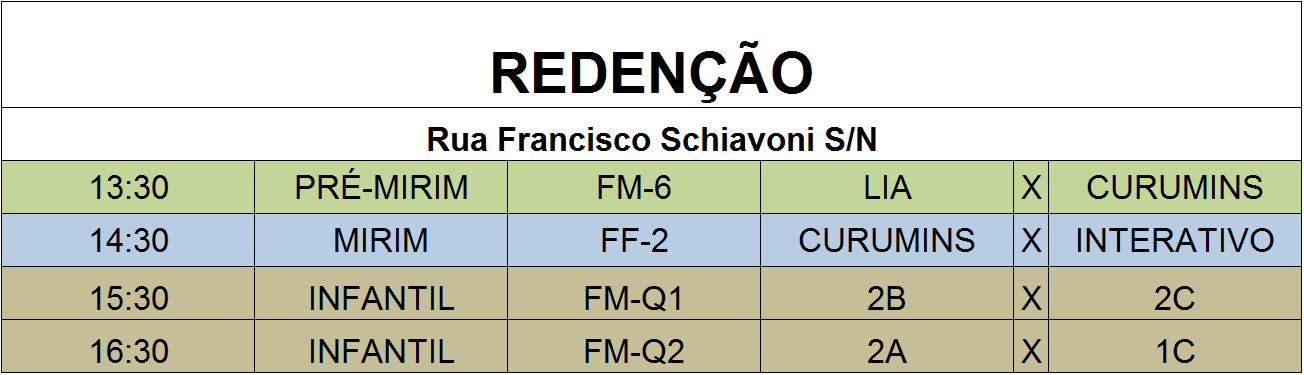 REDENÇÃO
Rua Francisco Schiavoni S/N
13:30 PRÉ-MIRIM FM-6 LIA X CURUMINS
14:30 MIRIM FF-2 CURUMINS X INTERATIVO
15:30 INFANTIL FM-Q1 2B X 2C
16:30 INFANTIL FM-Q2 2A X 1C